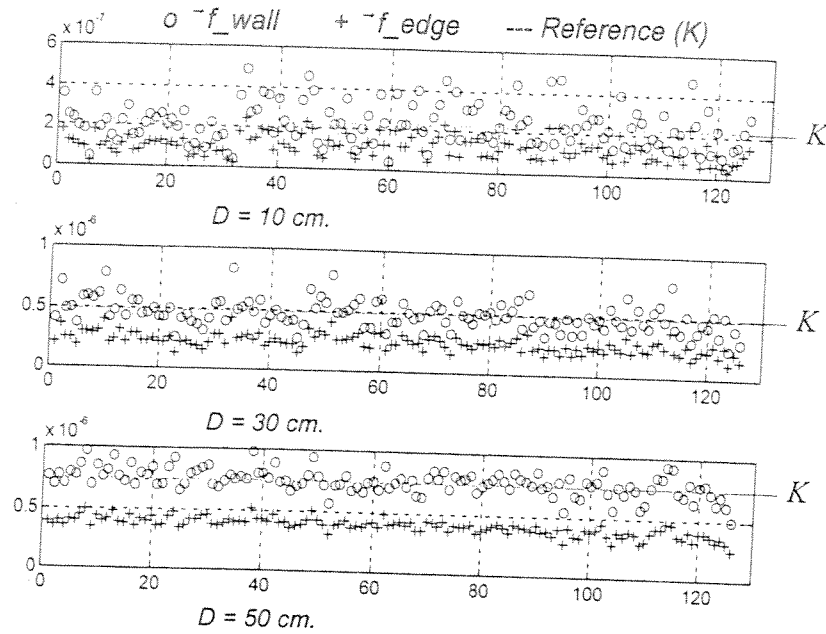 o ¯f_wall + ¯f_edge --- Reference (K)
x 10⁻⁷
6
4
2
0
K
0 20 40 60 80 100 120
D = 10 cm.
x 10⁻⁶
1
0.5
0
K
0 20 40 60 80 100 120
D = 30 cm.
x 10⁻⁶
1
0.5
0
K
0 20 40 60 80 100 120
D = 50 cm.